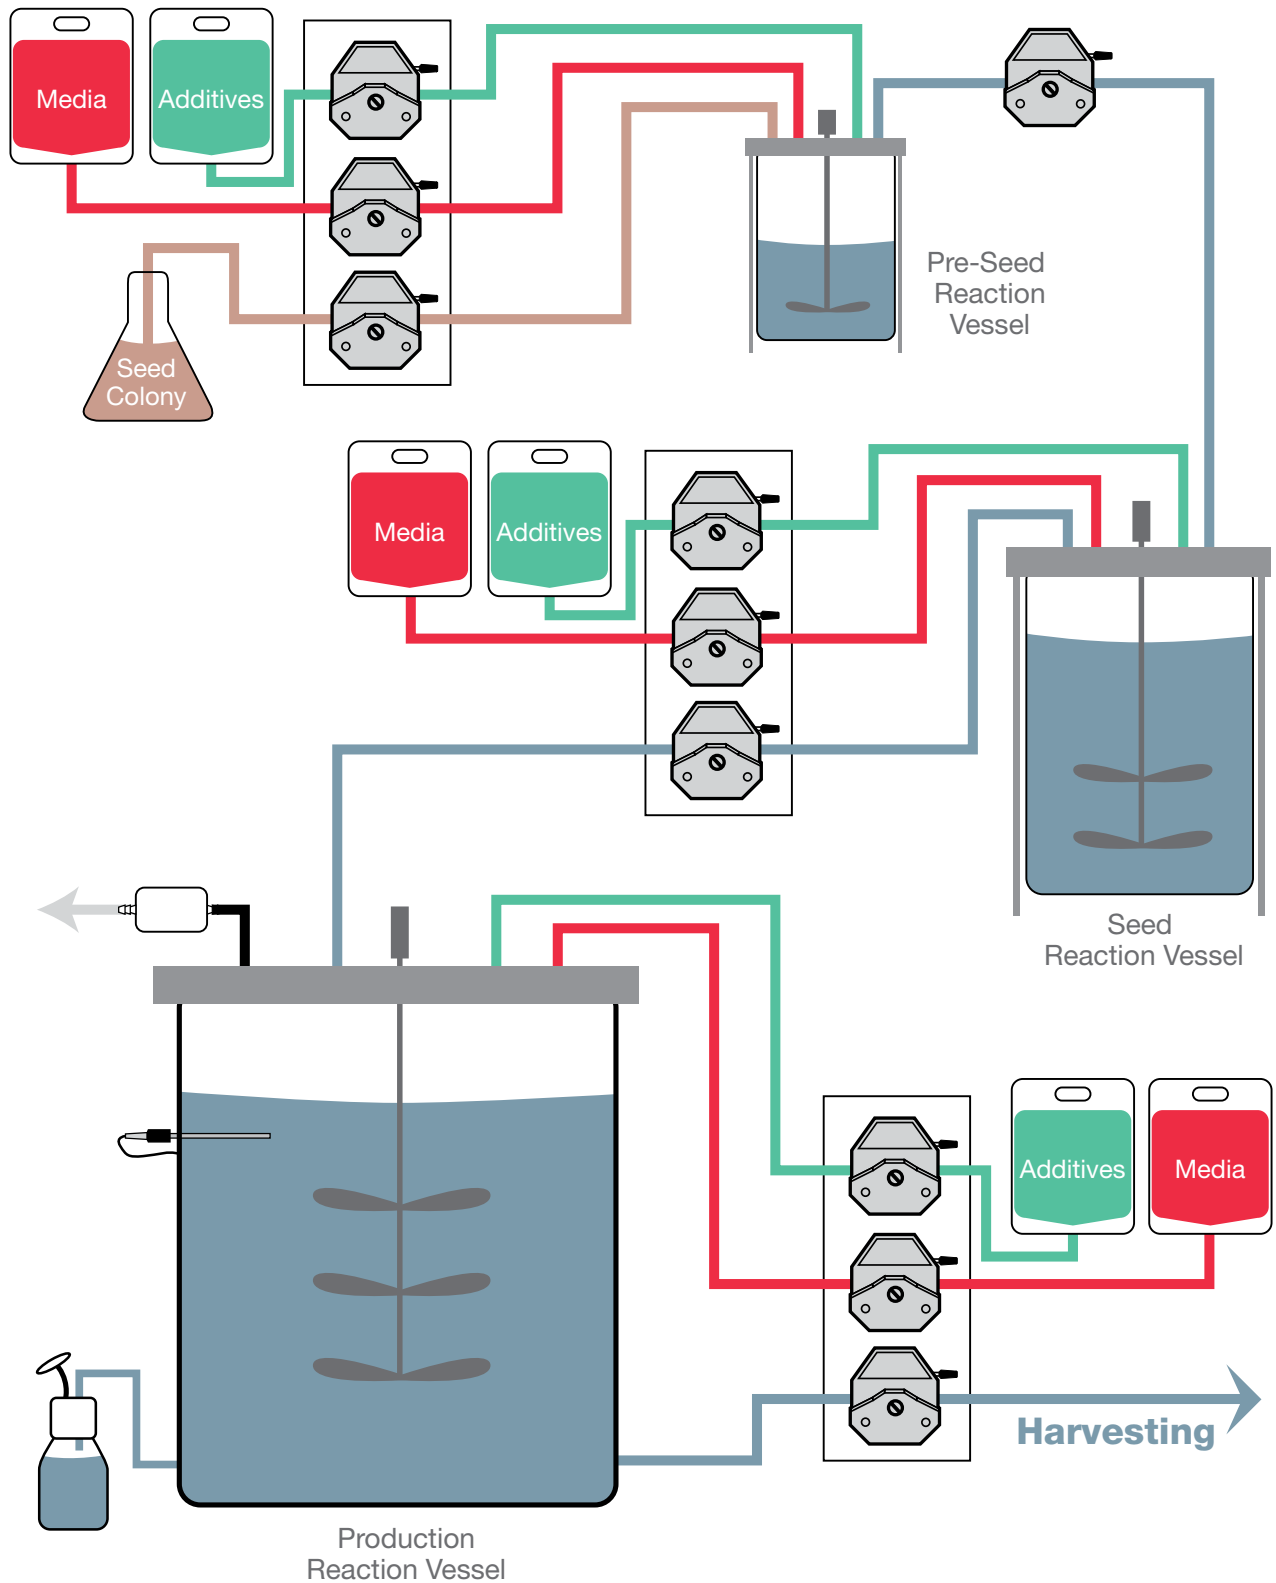 Media
Additives
Pre-Seed
Reaction
Vessel
Seed
Colony
Media
Additives
Seed
Reaction Vessel
Additives
Media
Harvesting
Production
Reaction Vessel